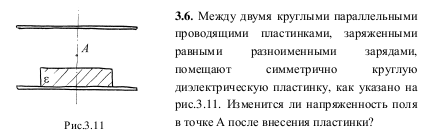 A
ε
Рис.3.11
3.6. Между двумя круглыми параллельными
проводящими пластинками, заряженными
равными разноименными зарядами,
помещают симметрично круглую
диэлектрическую пластинку, как указано на
рис.3.11. Изменится ли напряженность поля
в точке А после внесения пластинки?